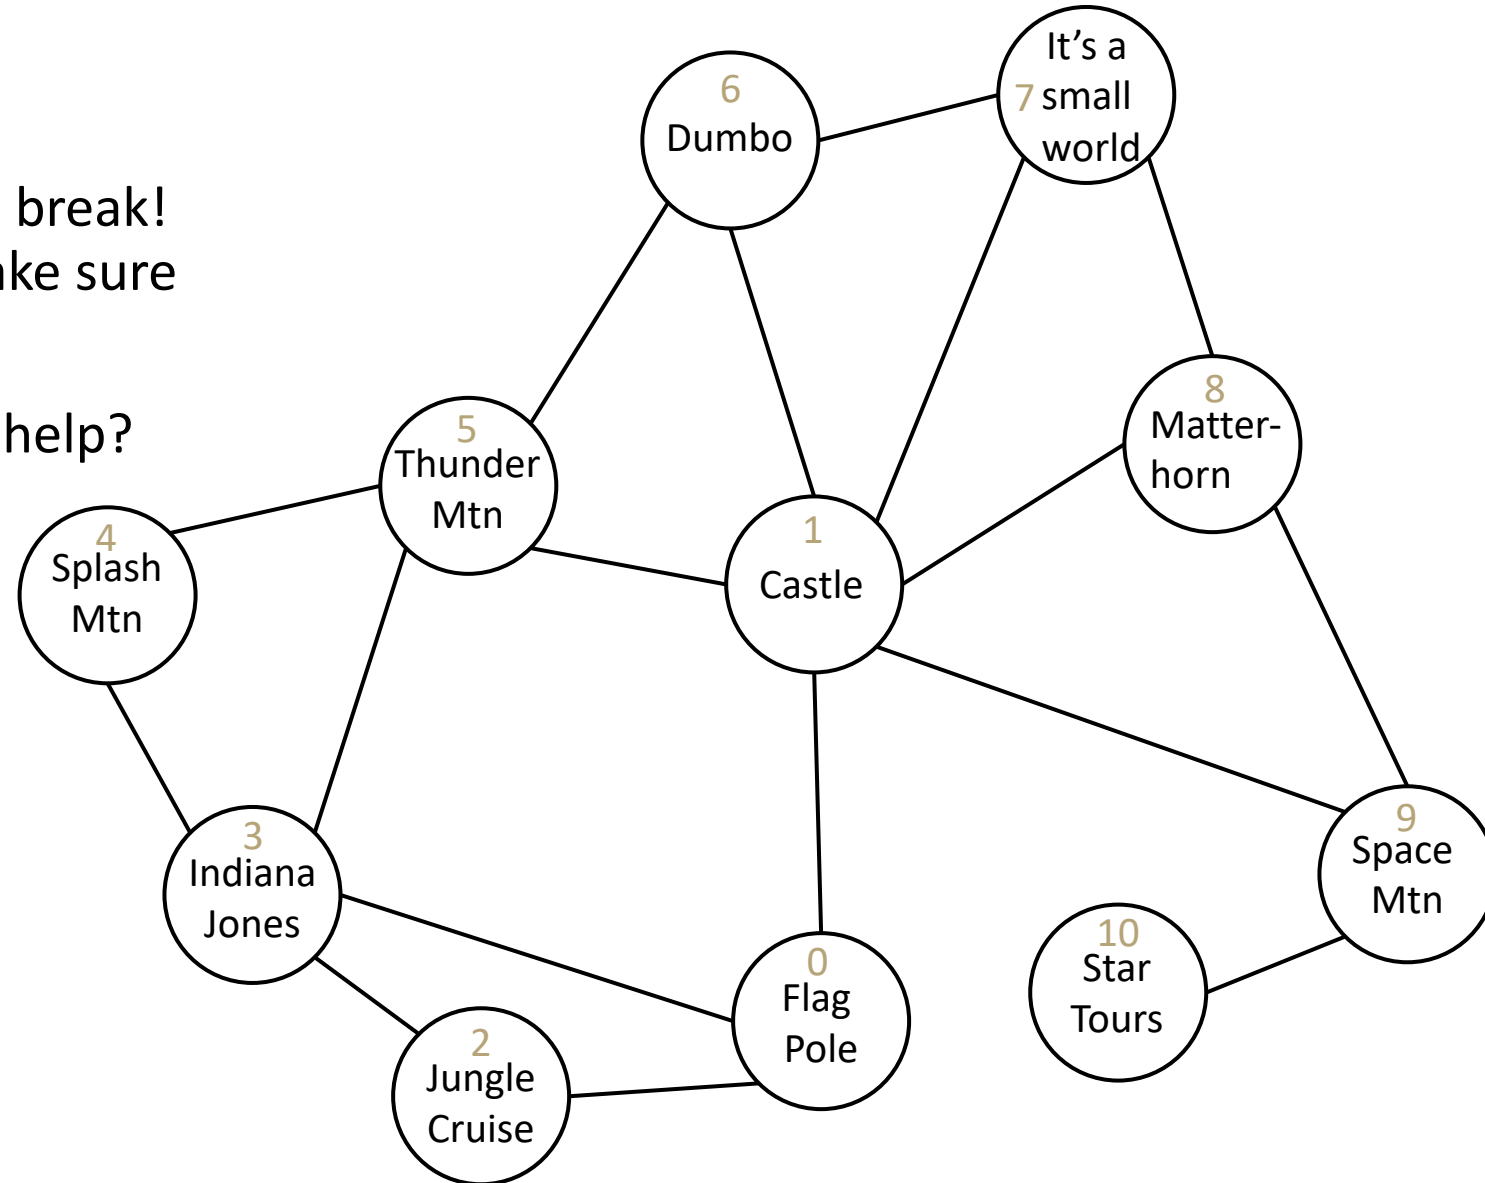 break!
ake sure
help?
6
Dumbo
It’s a
7 small
world
8
Matter-
horn
5
Thunder
Mtn
4
Splash
Mtn
1
Castle
3
Indiana
Jones
9
Space
Mtn
10
Star
Tours
0
Flag
Pole
2
Jungle
Cruise